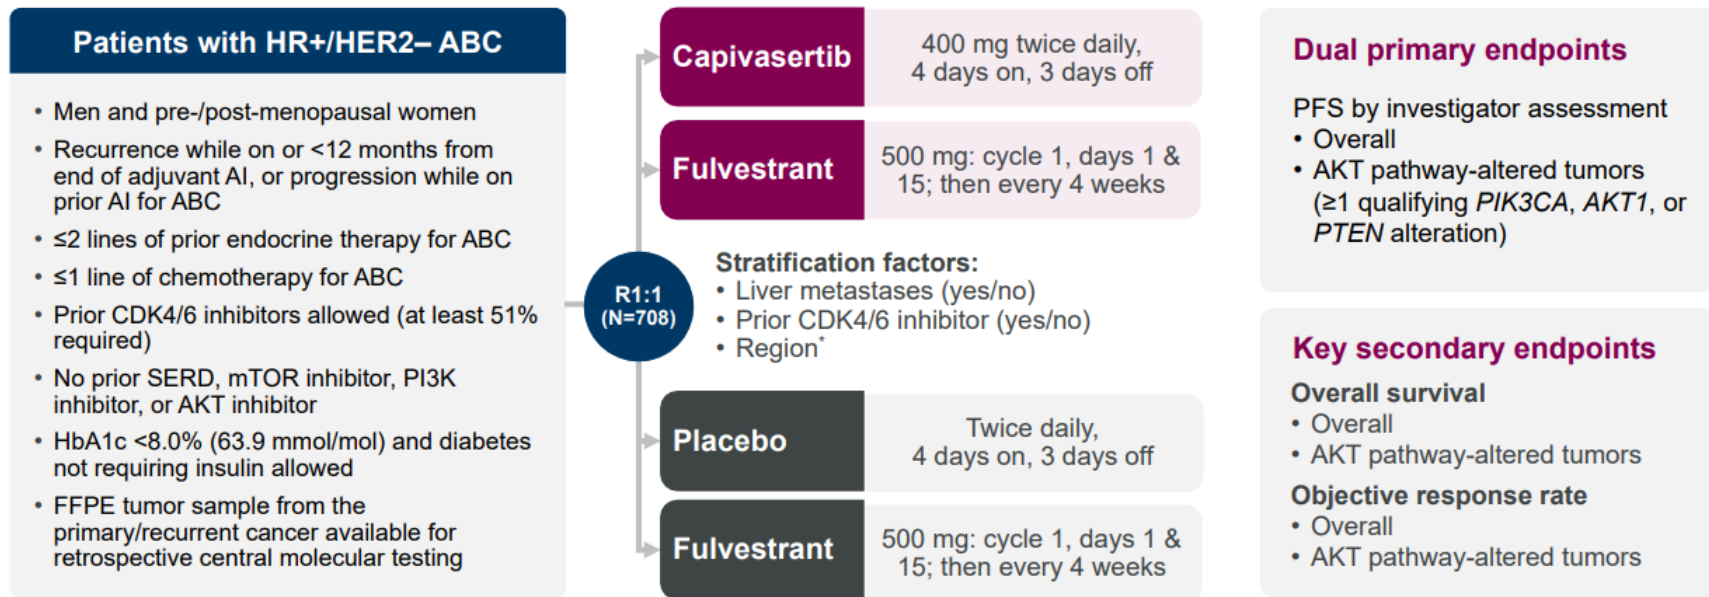 Patients with HR+/HER2– ABC
• Men and pre-/post-menopausal women
• Recurrence while on or <12 months from
end of adjuvant AI, or progression while on
prior AI for ABC
• ≤2 lines of prior endocrine therapy for ABC
• ≤1 line of chemotherapy for ABC
• Prior CDK4/6 inhibitors allowed (at least 51%
required)
• No prior SERD, mTOR inhibitor, PI3K
inhibitor, or AKT inhibitor
• HbA1c <8.0% (63.9 mmol/mol) and diabetes
not requiring insulin allowed
• FFPE tumor sample from the
primary/recurrent cancer available for
retrospective central molecular testing
R1:1
(N=708)
Capivasertib
400 mg twice daily,
4 days on, 3 days off
Fulvestrant
500 mg: cycle 1, days 1 &
15; then every 4 weeks
Stratification factors:
• Liver metastases (yes/no)
• Prior CDK4/6 inhibitor (yes/no)
• Region*
Placebo
Twice daily,
4 days on, 3 days off
Fulvestrant
500 mg: cycle 1, days 1 &
15; then every 4 weeks
Dual primary endpoints
PFS by investigator assessment
• Overall
• AKT pathway-altered tumors
(≥1 qualifying PIK3CA, AKT1, or
PTEN alteration)
Key secondary endpoints
Overall survival
• Overall
• AKT pathway-altered tumors
Objective response rate
• Overall
• AKT pathway-altered tumors